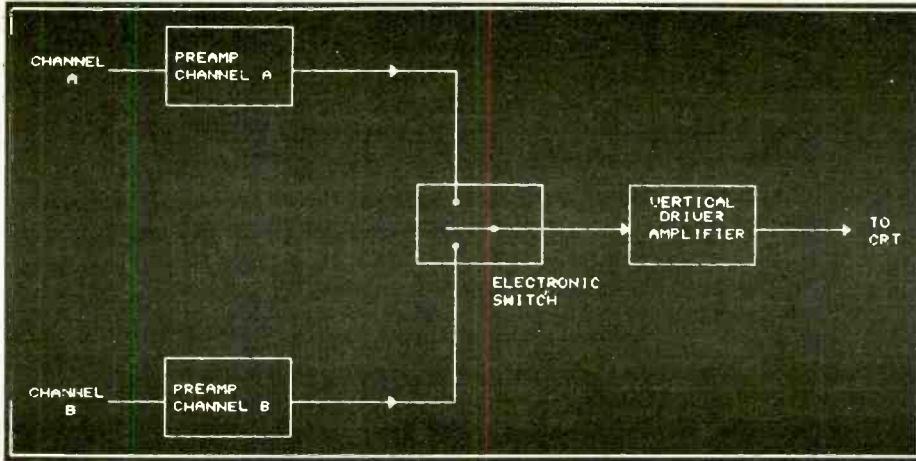 CHANNEL
A
PREAMP
CHANNEL A
VERTICAL
DRIVER
AMPLIFIER
TO
CRT
ELECTRONIC
SWITCH
CHANNEL
B
PREAMP
CHANNEL B